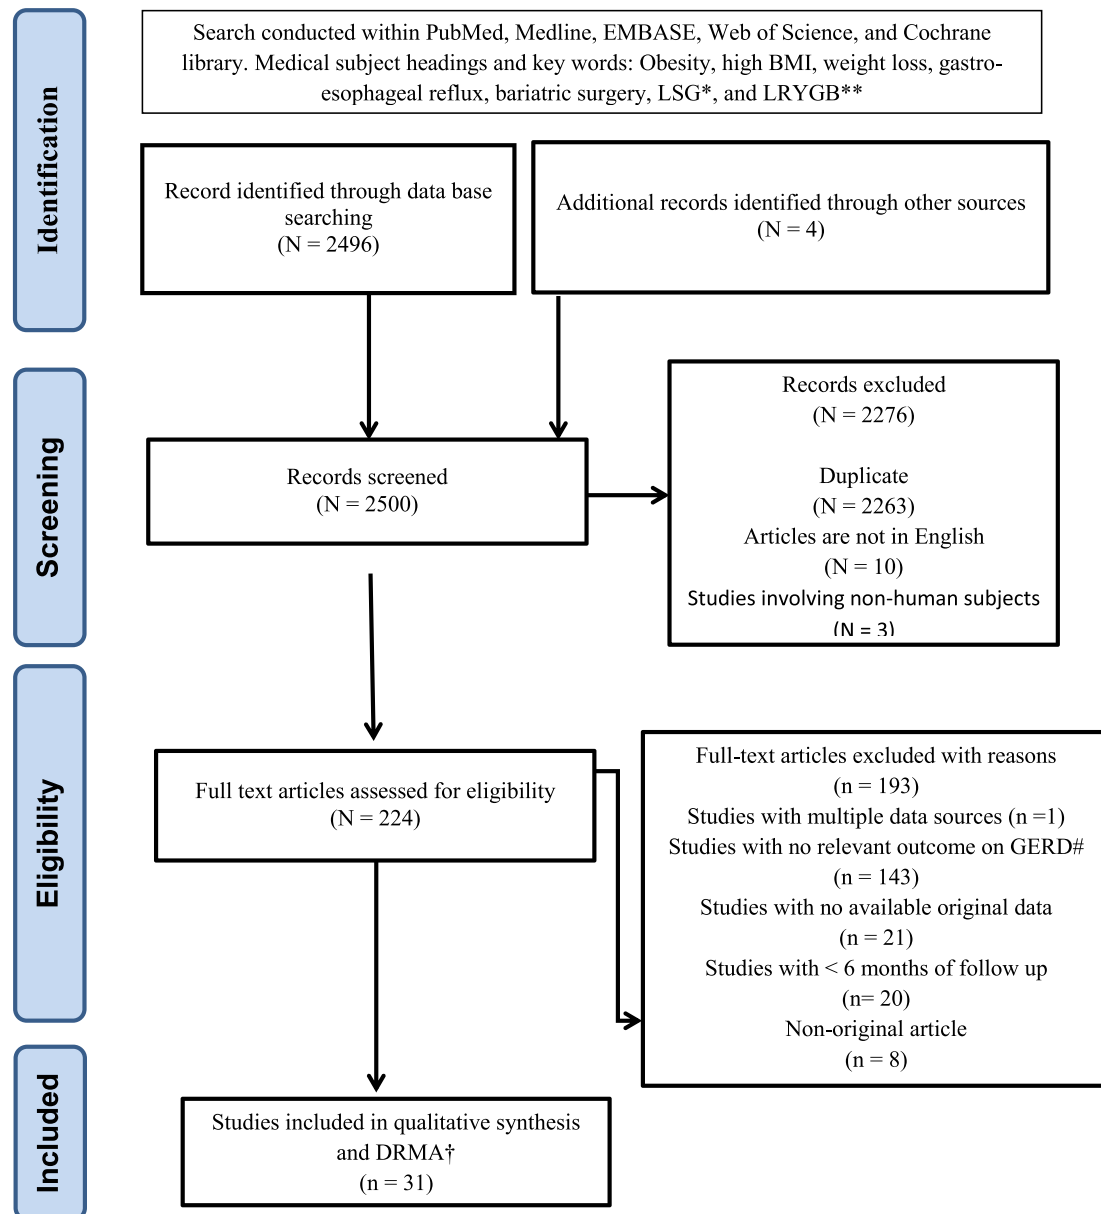 Identification
Search conducted within PubMed, Medline, EMBASE, Web of Science, and Cochrane
library. Medical subject headings and key words: Obesity, high BMI, weight loss, gastro-
esophageal reflux, bariatric surgery, LSG*, and LRYGB**
Record identified through data base
searching
(N = 2496)
Additional records identified through other sources
(N = 4)
Screening
Records screened
(N = 2500)
Records excluded
(N = 2276)
Duplicate
(N = 2263)
Articles are not in English
(N = 10)
Studies involving non-human subjects
(N = 3)
Eligibility
Full text articles assessed for eligibility
(N = 224)
Full-text articles excluded with reasons
(n = 193)
Studies with multiple data sources (n =1)
Studies with no relevant outcome on GERD#
(n = 143)
Studies with no available original data
(n = 21)
Studies with < 6 months of follow up
(n= 20)
Non-original article
(n = 8)
Included
Studies included in qualitative synthesis
and DRMA†
(n = 31)